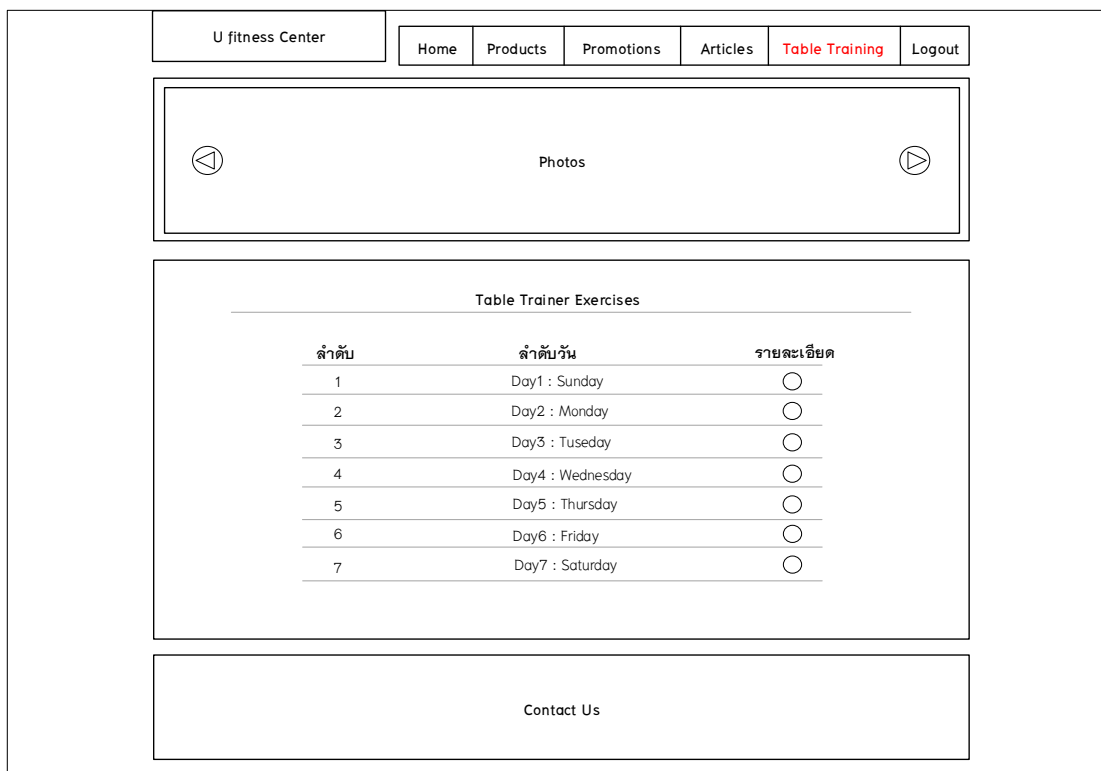 U fitness Center
Home Products Promotions Articles Table Training Logout
Photos
Table Trainer Exercises
ลำดับ ลำดับวัน รายละเอียด
1 Day1 : Sunday
2 Day2 : Monday
3 Day3 : Tuseday
4 Day4 : Wednesday
5 Day5 : Thursday
6 Day6 : Friday
7 Day7 : Saturday
Contact Us